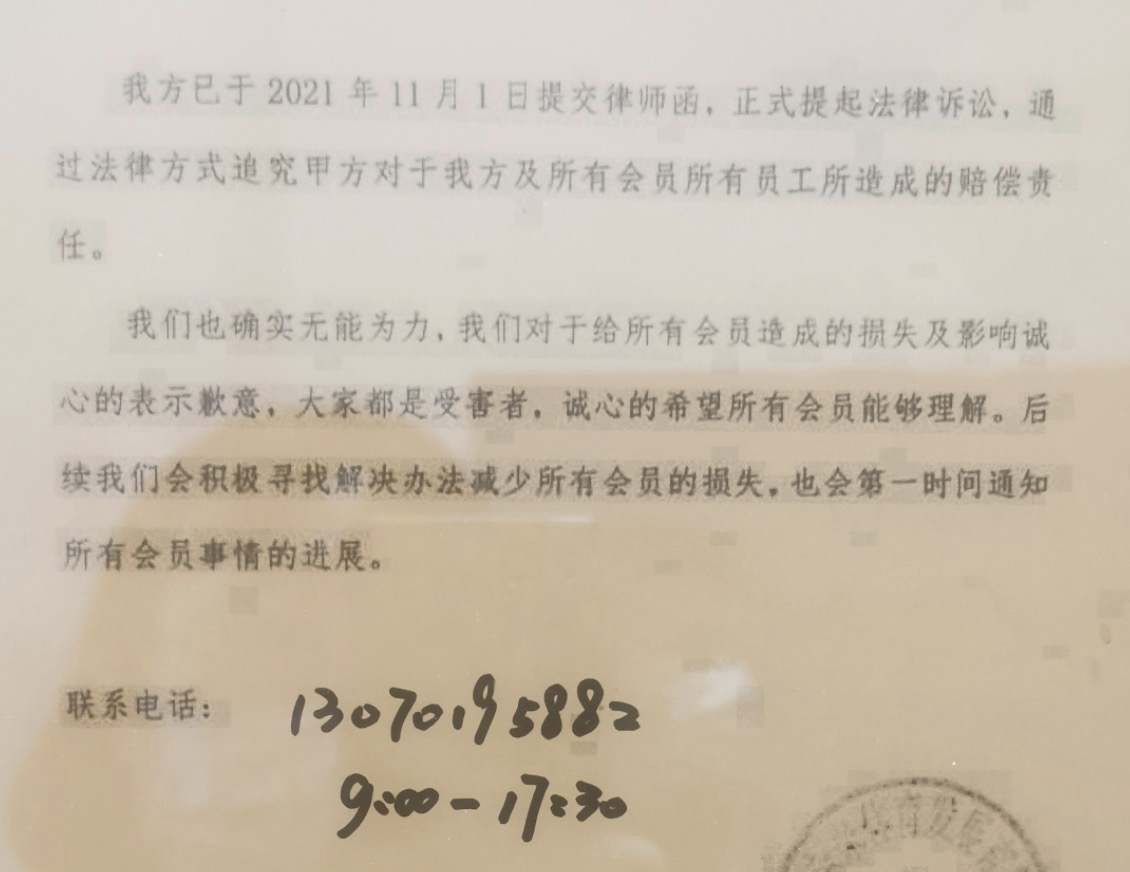 我方已于 2021 年 11 月 1 日提交律师函，正式提起法律诉讼，通
过法律方式追究甲方对于我方及所有会员所有员工所造成的赔偿责
任。
我们也确实无能为力，我们对于给所有会员造成的损失及影响诚
心的表示歉意，大家都是受害者，诚心的希望所有会员能够理解。后
续我们会积极寻找解决办法减少所有会员的损失，也会第一时间通知
所有会员事情的进展。
联系电话： 13070195882
9:00-17:30
体育发展